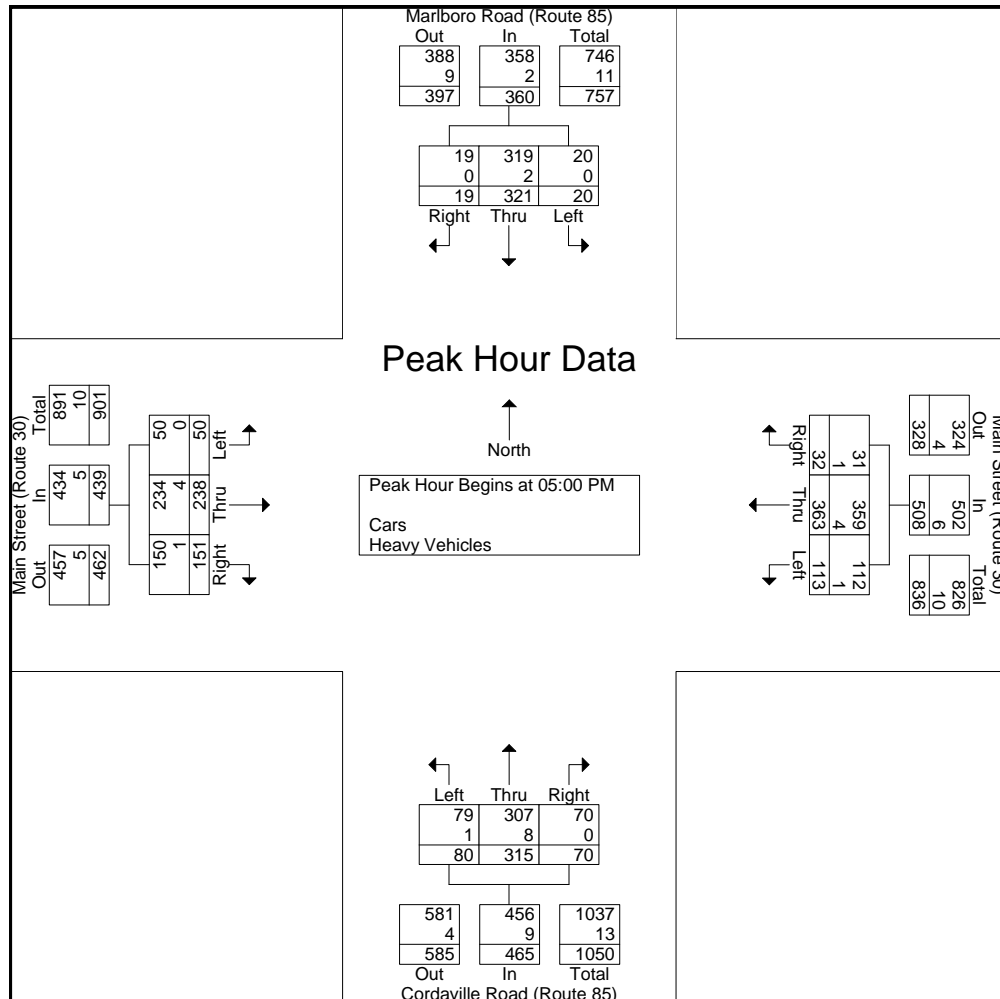 Marlboro Road (Route 85)
Out In Total
388 358 746
9 2 11
397 360 757
19 319 20
0 2 0
19 321 20
Right Thru Left
Peak Hour Data
North
Peak Hour Begins at 05:00 PM
Cars
Heavy Vehicles
Main Street (Route 30)
Total In Out
891 434 457
10 5 5
901 439 462
50 234 150
0 4 1
50 238 151
Left Thru Right
Main Street (Route 30)
Out In Total
324 502 826
4 6 10
328 508 836
31 359 112
1 4 1
32 363 113
Right Thru Left
Left Thru Right
79 307 70
1 8 0
80 315 70
581 456 1037
4 9 13
585 465 1050
Out In Total
Cordaville Road (Route 85)